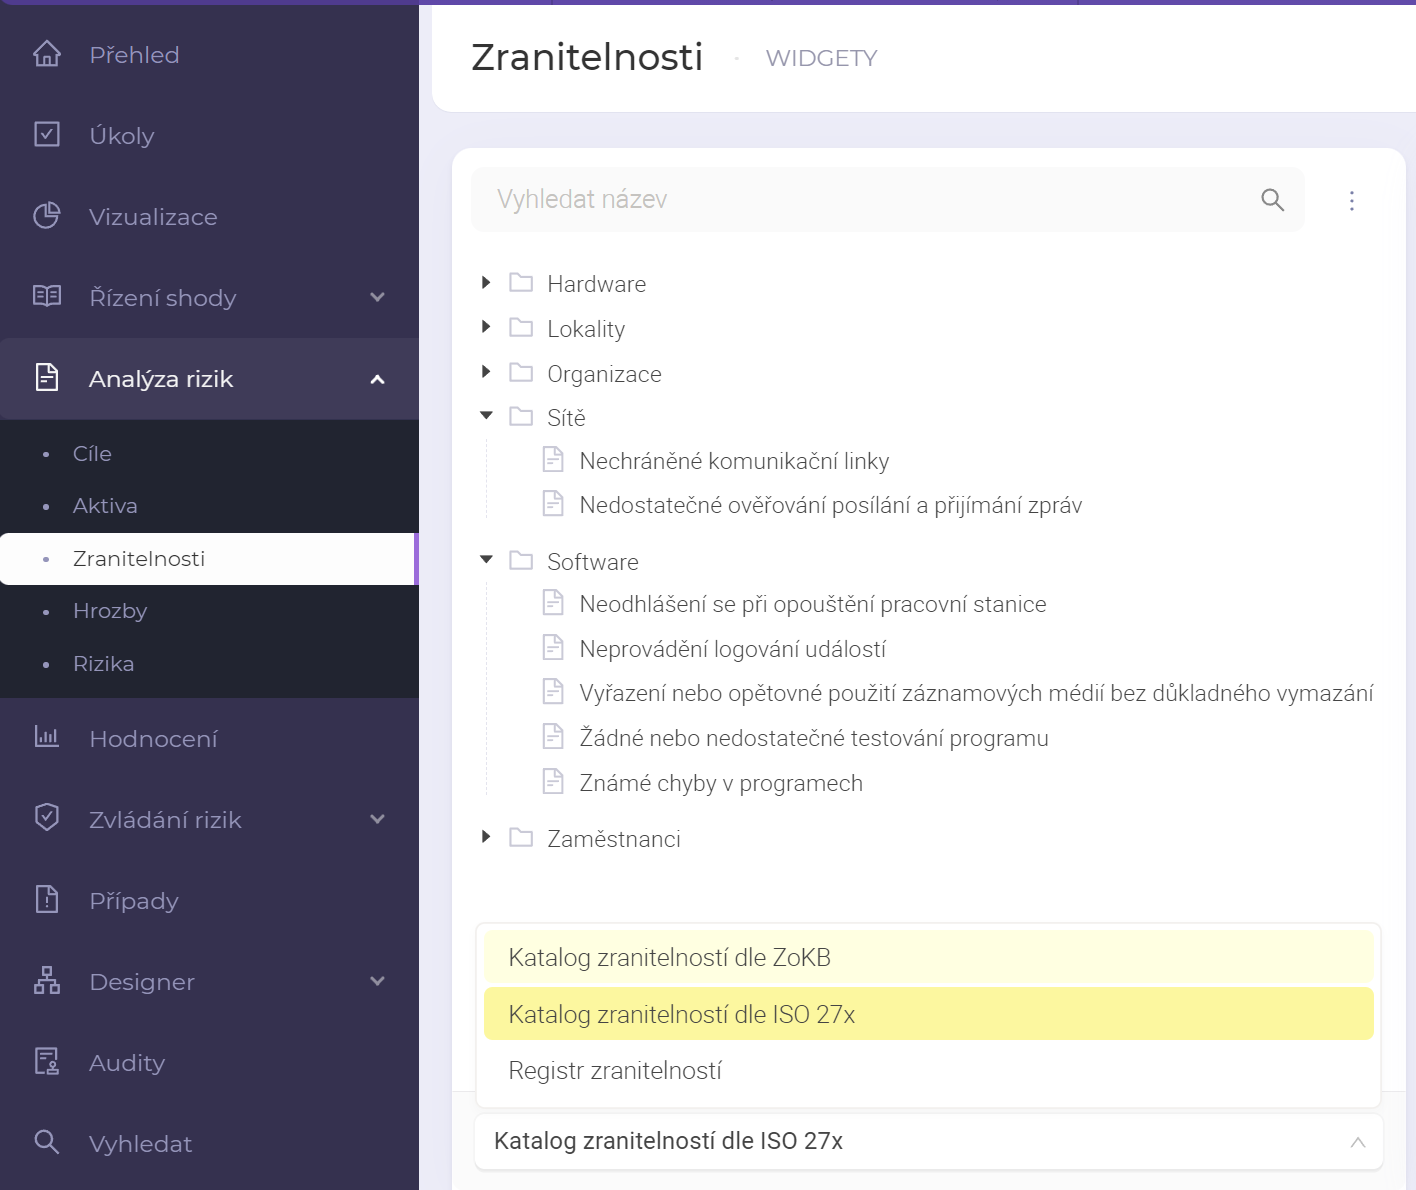 Přehled
Úkoly
Vizualizace
Řízení shody
Analýza rizik
Cíle
Aktiva
Zranitelnosti
Hrozby
Rizika
Hodnocení
Zvládání rizik
Případy
Designer
Audity
Vyhledat
Zranitelnosti
WIDGETY
Vyhledat název
Hardware
Lokality
Organizace
Sítě
Nechráněné komunikační linky
Nedostatečné ověřování posílání a přijímání zpráv
Software
Neodhlášení se při opouštění pracovní stanice
Neprovádění logování událostí
Vyřazení nebo opětovné použití záznamových médií bez důkladného vymazání
Žádné nebo nedostatečné testování programu
Známé chyby v programech
Zaměstnanci
Katalog zranitelností dle ZoKB
Katalog zranitelností dle ISO 27x
Registr zranitelností
Katalog zranitelností dle ISO 27x